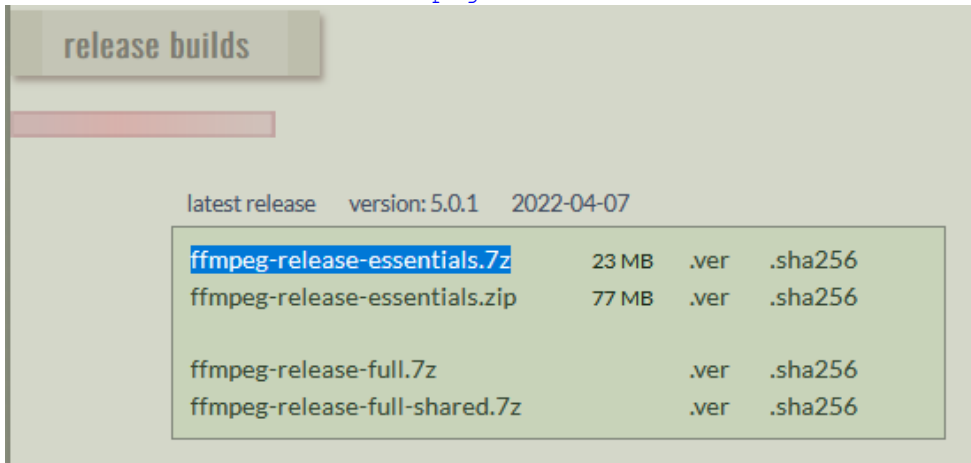 release builds
latest release version: 5.0.1 2022-04-07
ffmpeg-release-essentials.7z 23 MB .ver .sha256
ffmpeg-release-essentials.zip 77 MB .ver .sha256
ffmpeg-release-full.7z .ver .sha256
ffmpeg-release-full-shared.7z .ver .sha256